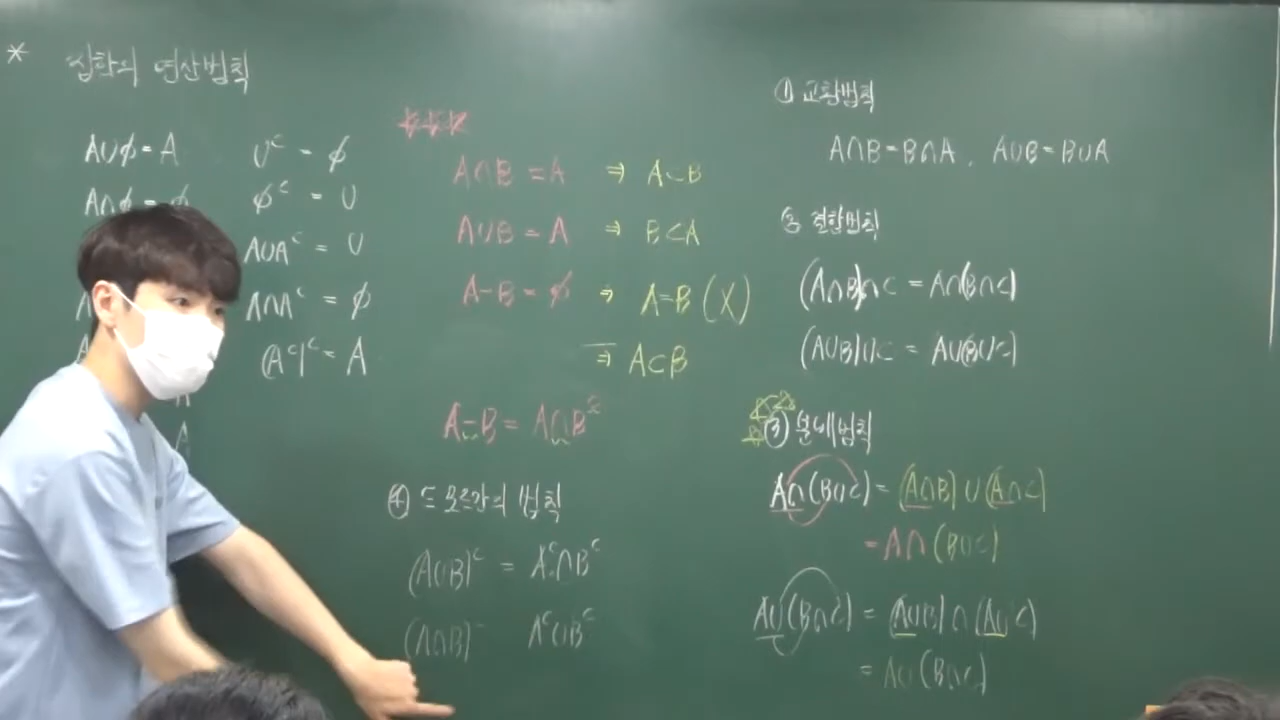 * 집합의 연산법칙
A∪∅=A
A∩∅=∅
A
A
A
A
U^c = ∅
∅^c = U
A∪A^c = U
A∩A^c = ∅
(A^c)^c = A
A∩B = A ⇒ A⊂B
A∪B = A ⇒ B⊂A
A-B = ∅ ⇒ A=B (X)
⇒ A⊂B
A-B = A∩B^c
④ 드모르간의 법칙
(A∪B)^c = A^c∩B^c
(A∩B)^c A^c∪B^c
① 교환법칙
A∩B=B∩A, A∪B=B∪A
② 결합법칙
(A∩B)∩C = A∩(B∩C)
(A∪B)∪C = A∪(B∪C)
③ 분배법칙
A∩(B∪C) = (A∩B)∪(A∩C)
=A∩(B∪C)
A∪(B∩C) = (A∪B)∩(A∪C)
= A∪(B∩C)